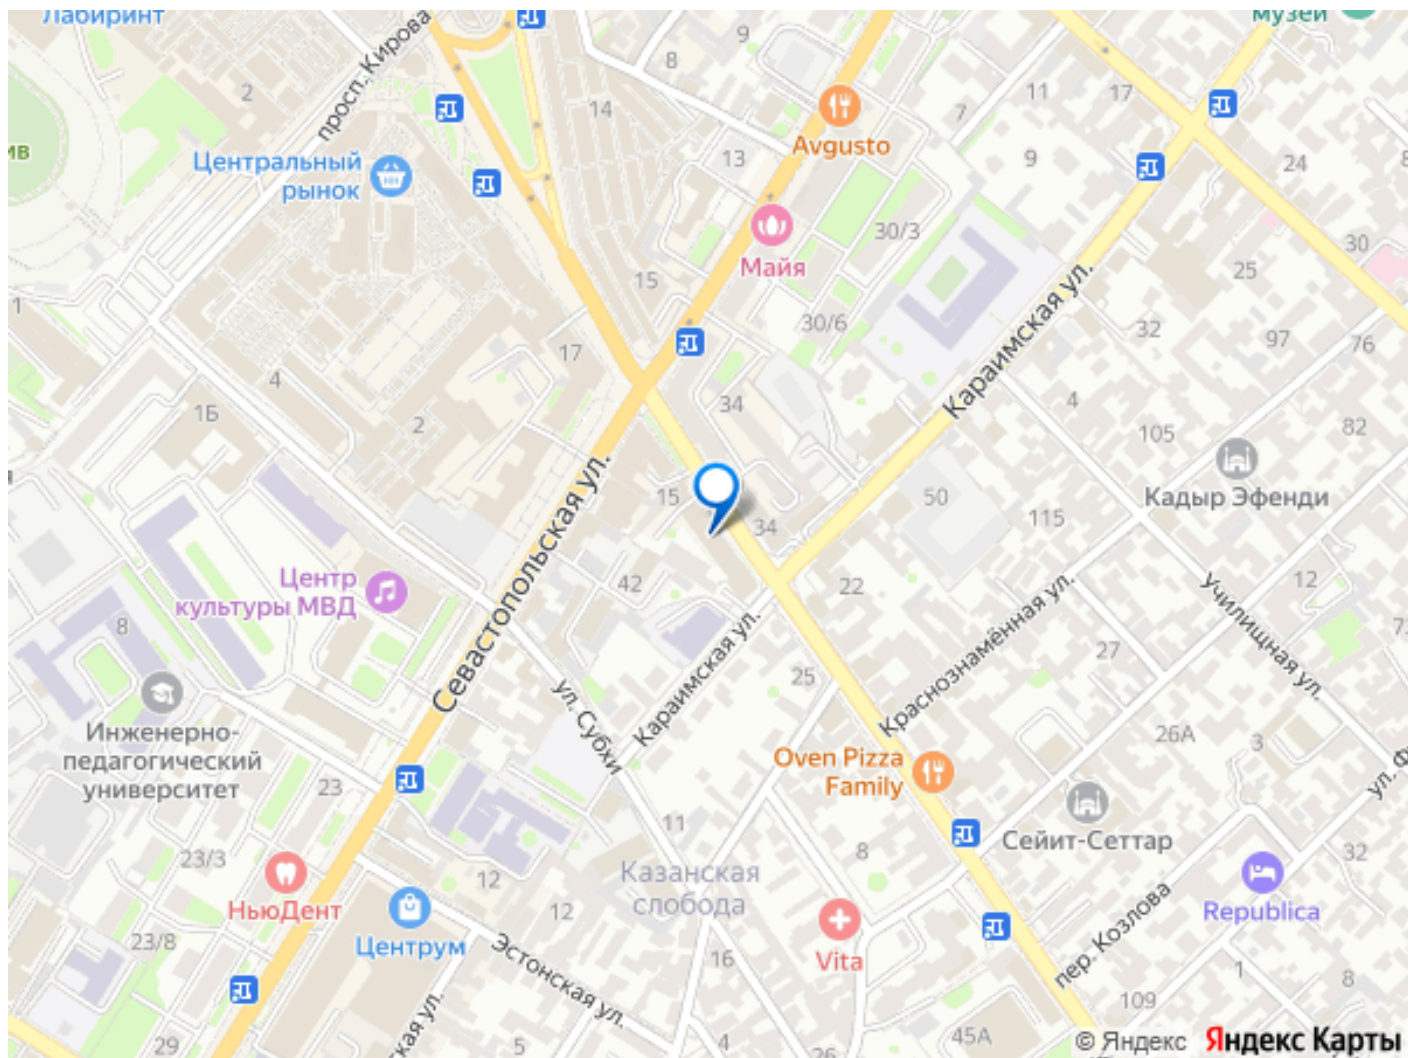 Лабиринт
музей
9
8
2
просп. Кирова
14
11
17
7
ив
Avgusto
13
9
24
Центральный
рынок
30/3
30
Майя
25
15
1
30/6
32
97
76
17
Караимская ул.
4
34
4
1Б
2
105
82
Кадыр Эфенди
15
50
34
115
Севастопольская ул.
Центр
культуры МВД
42
22
12
8
Краснознамённая ул.
Училищная ул.
27
25
Караимская ул.
ул. Субхи
Инженерно-
педагогический
университет
26А
3
Oven Pizza
Family
23
11
Сейит-Сеттар
23/3
8
32
Казанская
слобода
12
НьюДент
12
Republica
23/8
Центрум
Vita
пер. Козлова
Эстонская ул.
16
1
8
109
29
5
4
26
45А
© Яндекс Яндекс Карты